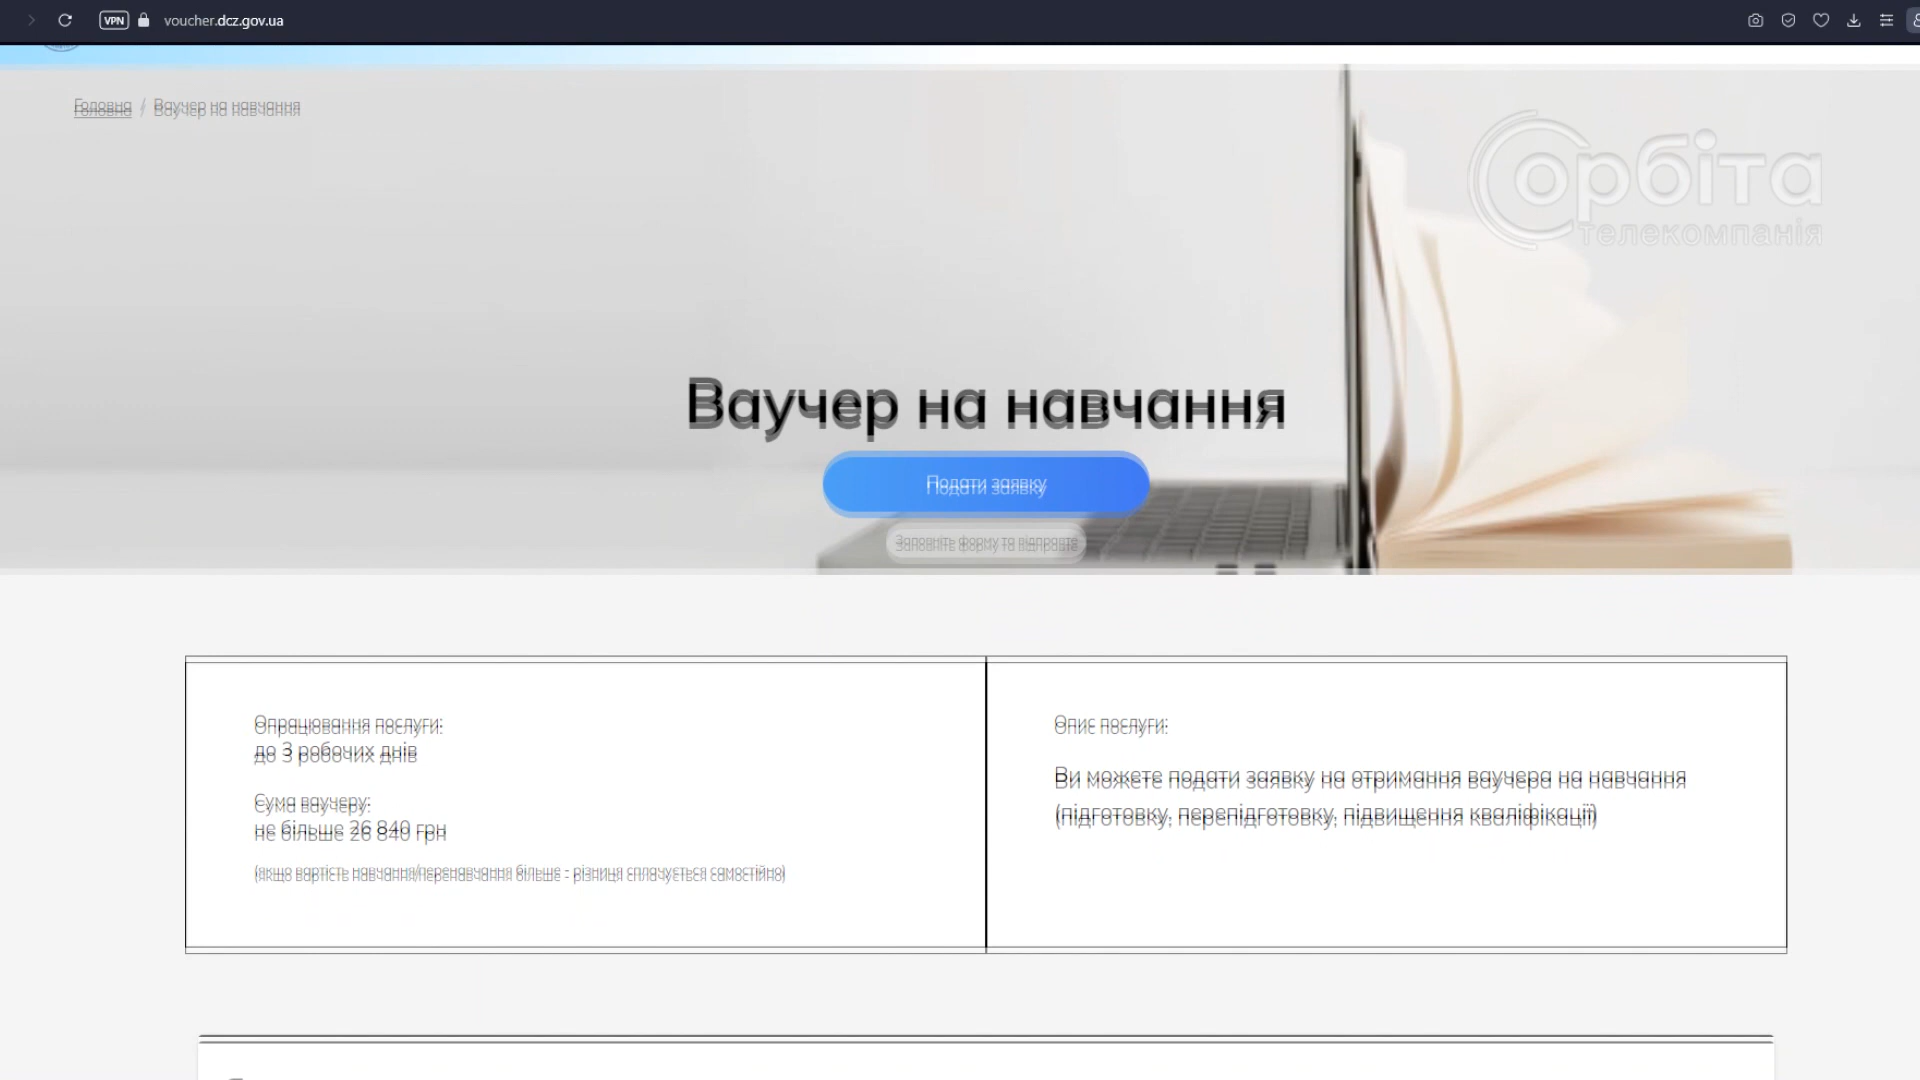 VPN
voucher.dcz.gov.ua
Головна / Ваучер на навчання
орбіта
телекомпанія
Ваучер на навчання
Подати заявку
Заповніть форму та відправте
Опрацювання послуги:
до 3 робочих днів
Сума ваучеру:
не більше 26 840 грн
(якщо вартість навчання/перенавчання більше - різниця сплачується самостійно)
Опис послуги:
Ви можете подати заявку на отримання ваучера на навчання
(підготовку, перепідготовку, підвищення кваліфікації)